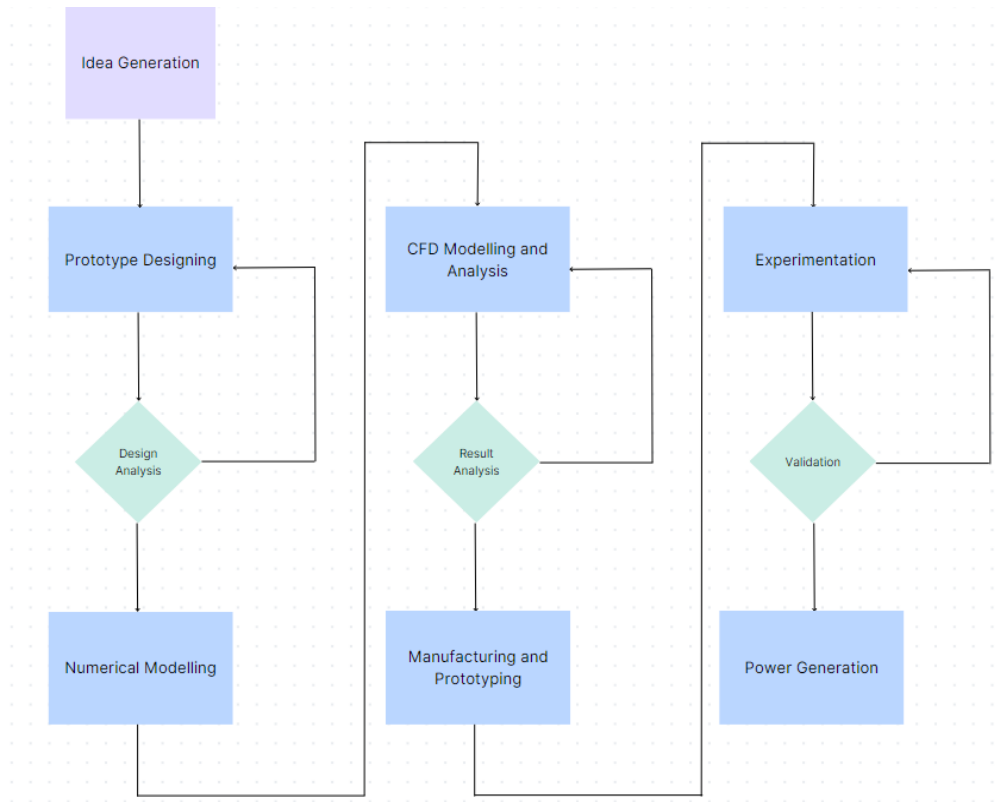 Idea Generation
Prototype Designing
Design
Analysis
Numerical Modelling
CFD Modelling and
Analysis
Result
Analysis
Manufacturing and
Prototyping
Experimentation
Validation
Power Generation